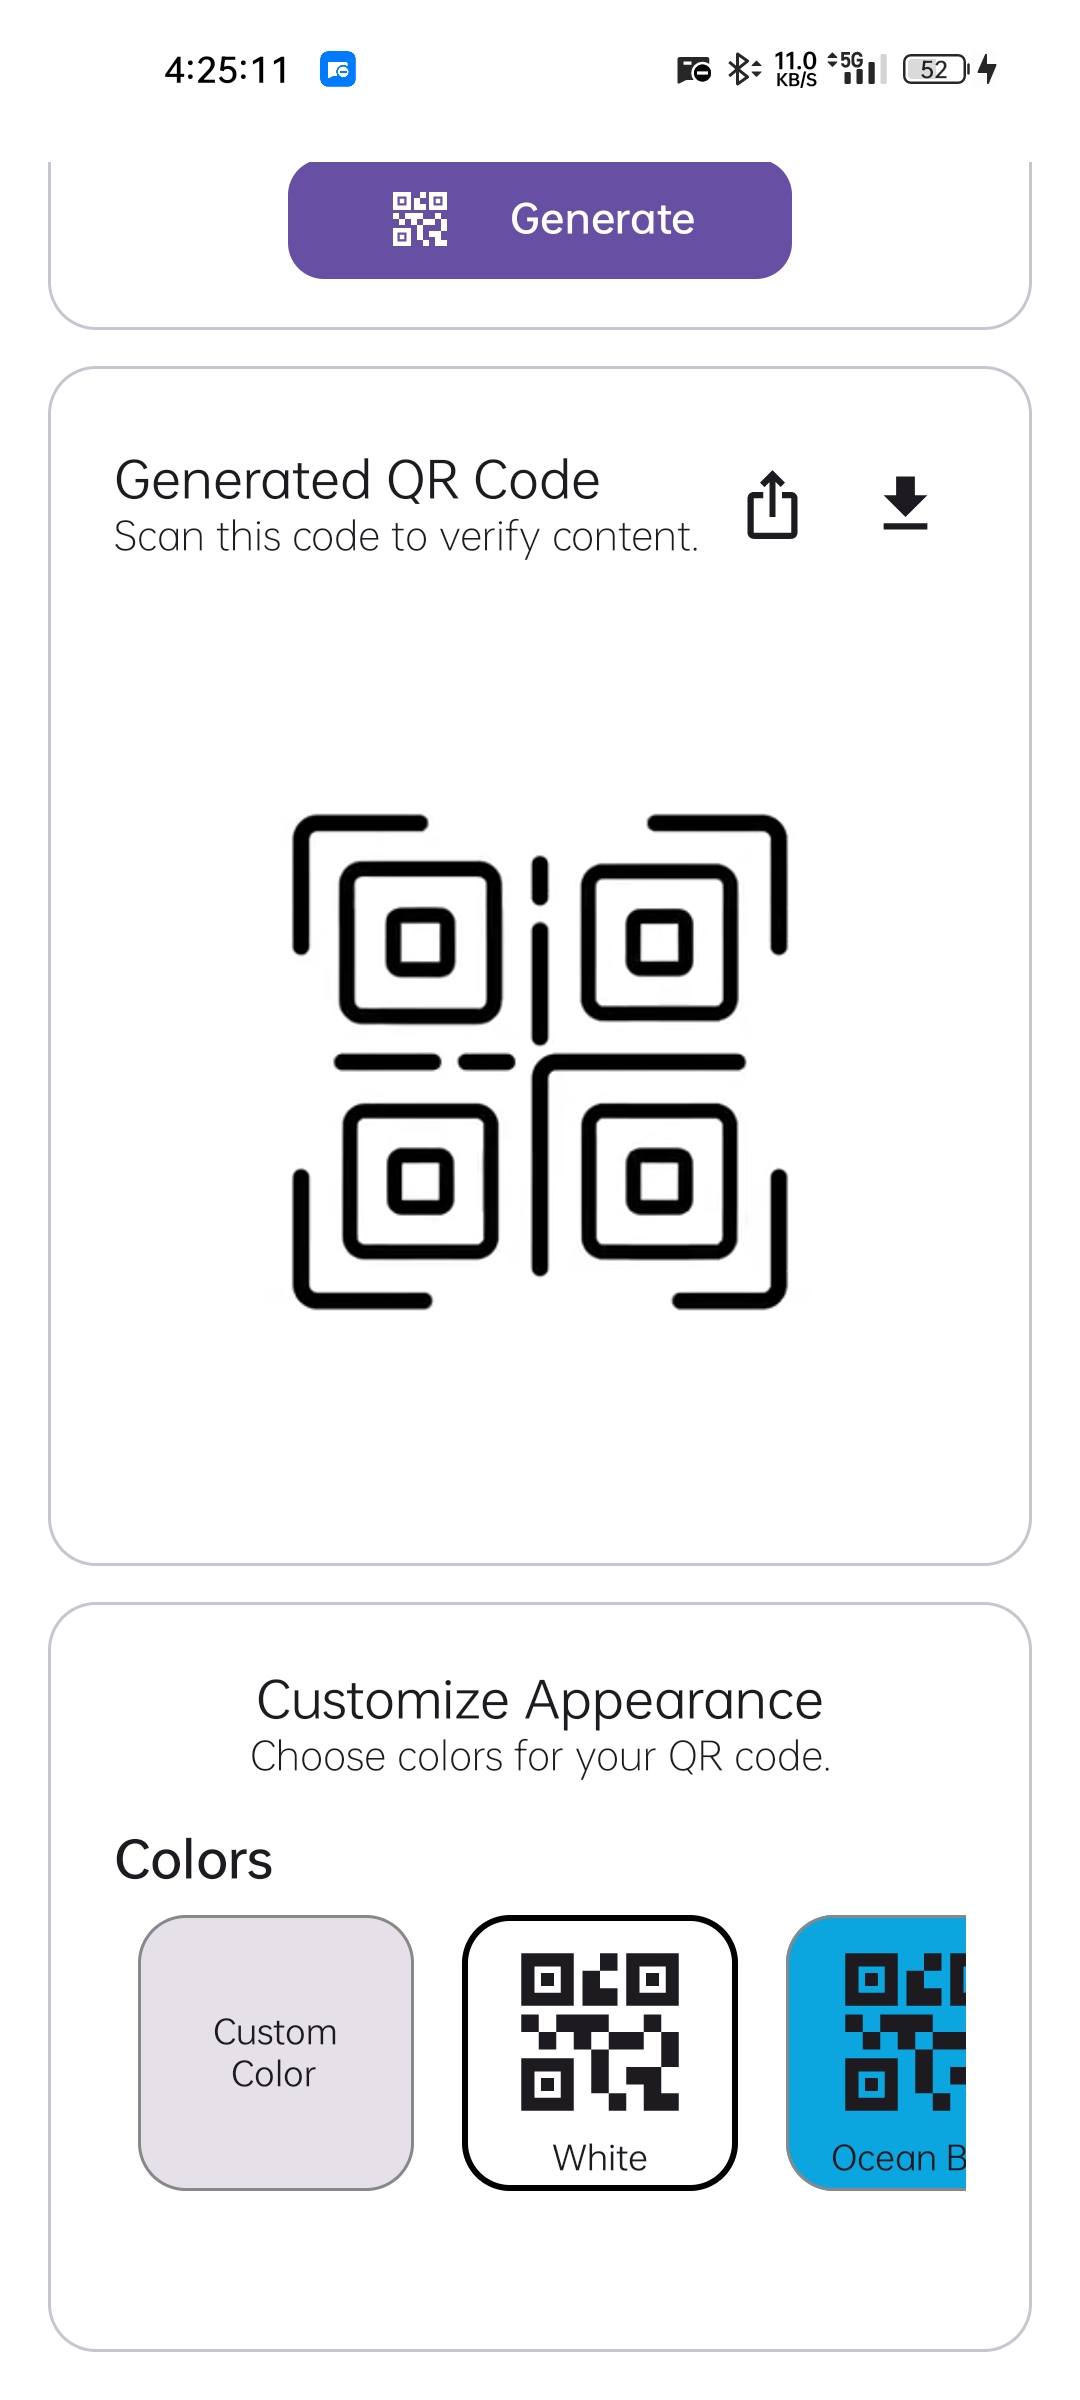 4:25:11
11.0
KB/S
5G
52
Generate
Generated QR Code
Scan this code to verify content.
Customize Appearance
Choose colors for your QR code.
Colors
Custom
Color
White
Ocean B